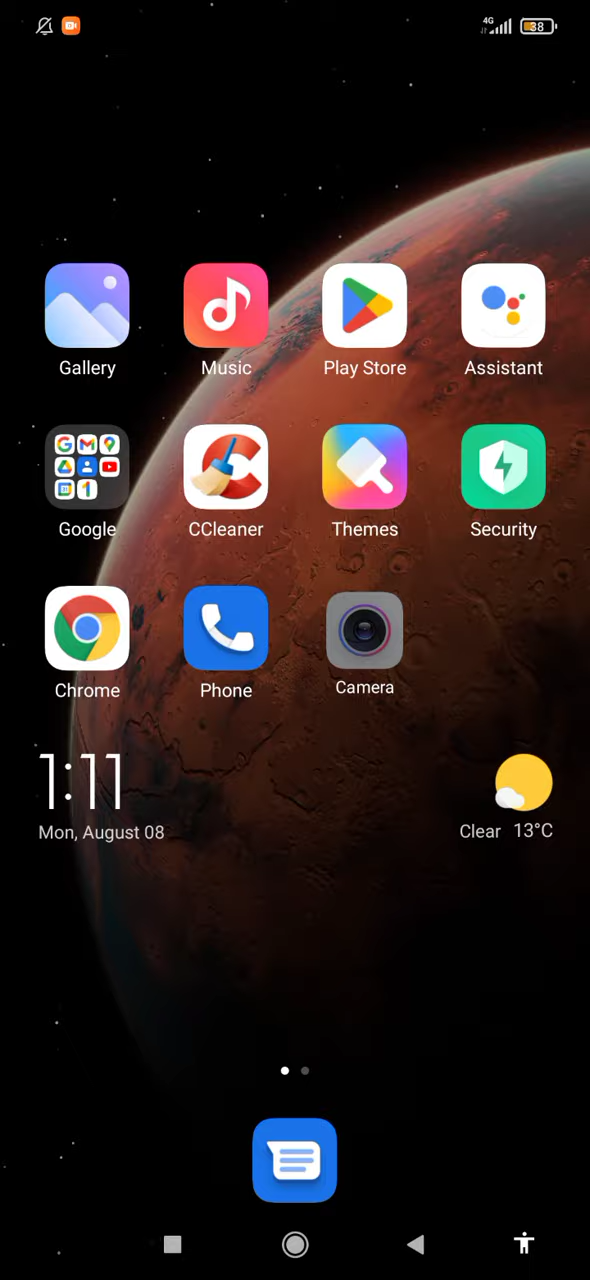 4G
38
Gallery
Music
Play Store
Assistant
Google
CCleaner
Themes
Security
Chrome
Phone
Camera
1:11
Mon, August 08
Clear 13°C